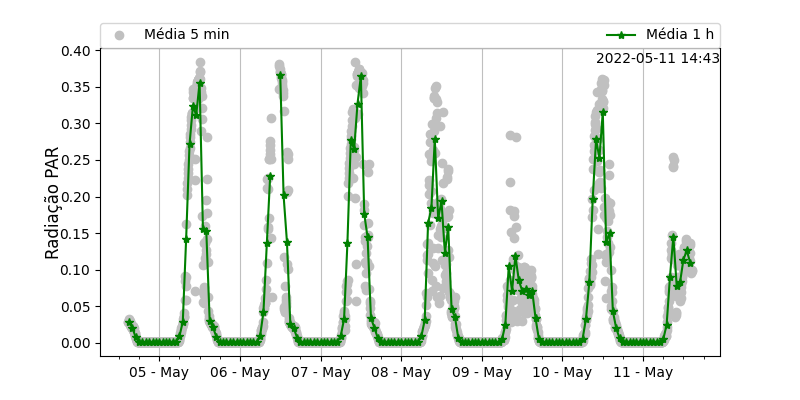 Média 5 min
Média 1 h
2022-05-11 14:43
Radiação PAR
0.40
0.35
0.30
0.25
0.20
0.15
0.10
0.05
0.00
05 - May
06 - May
07 - May
08 - May
09 - May
10 - May
11 - May